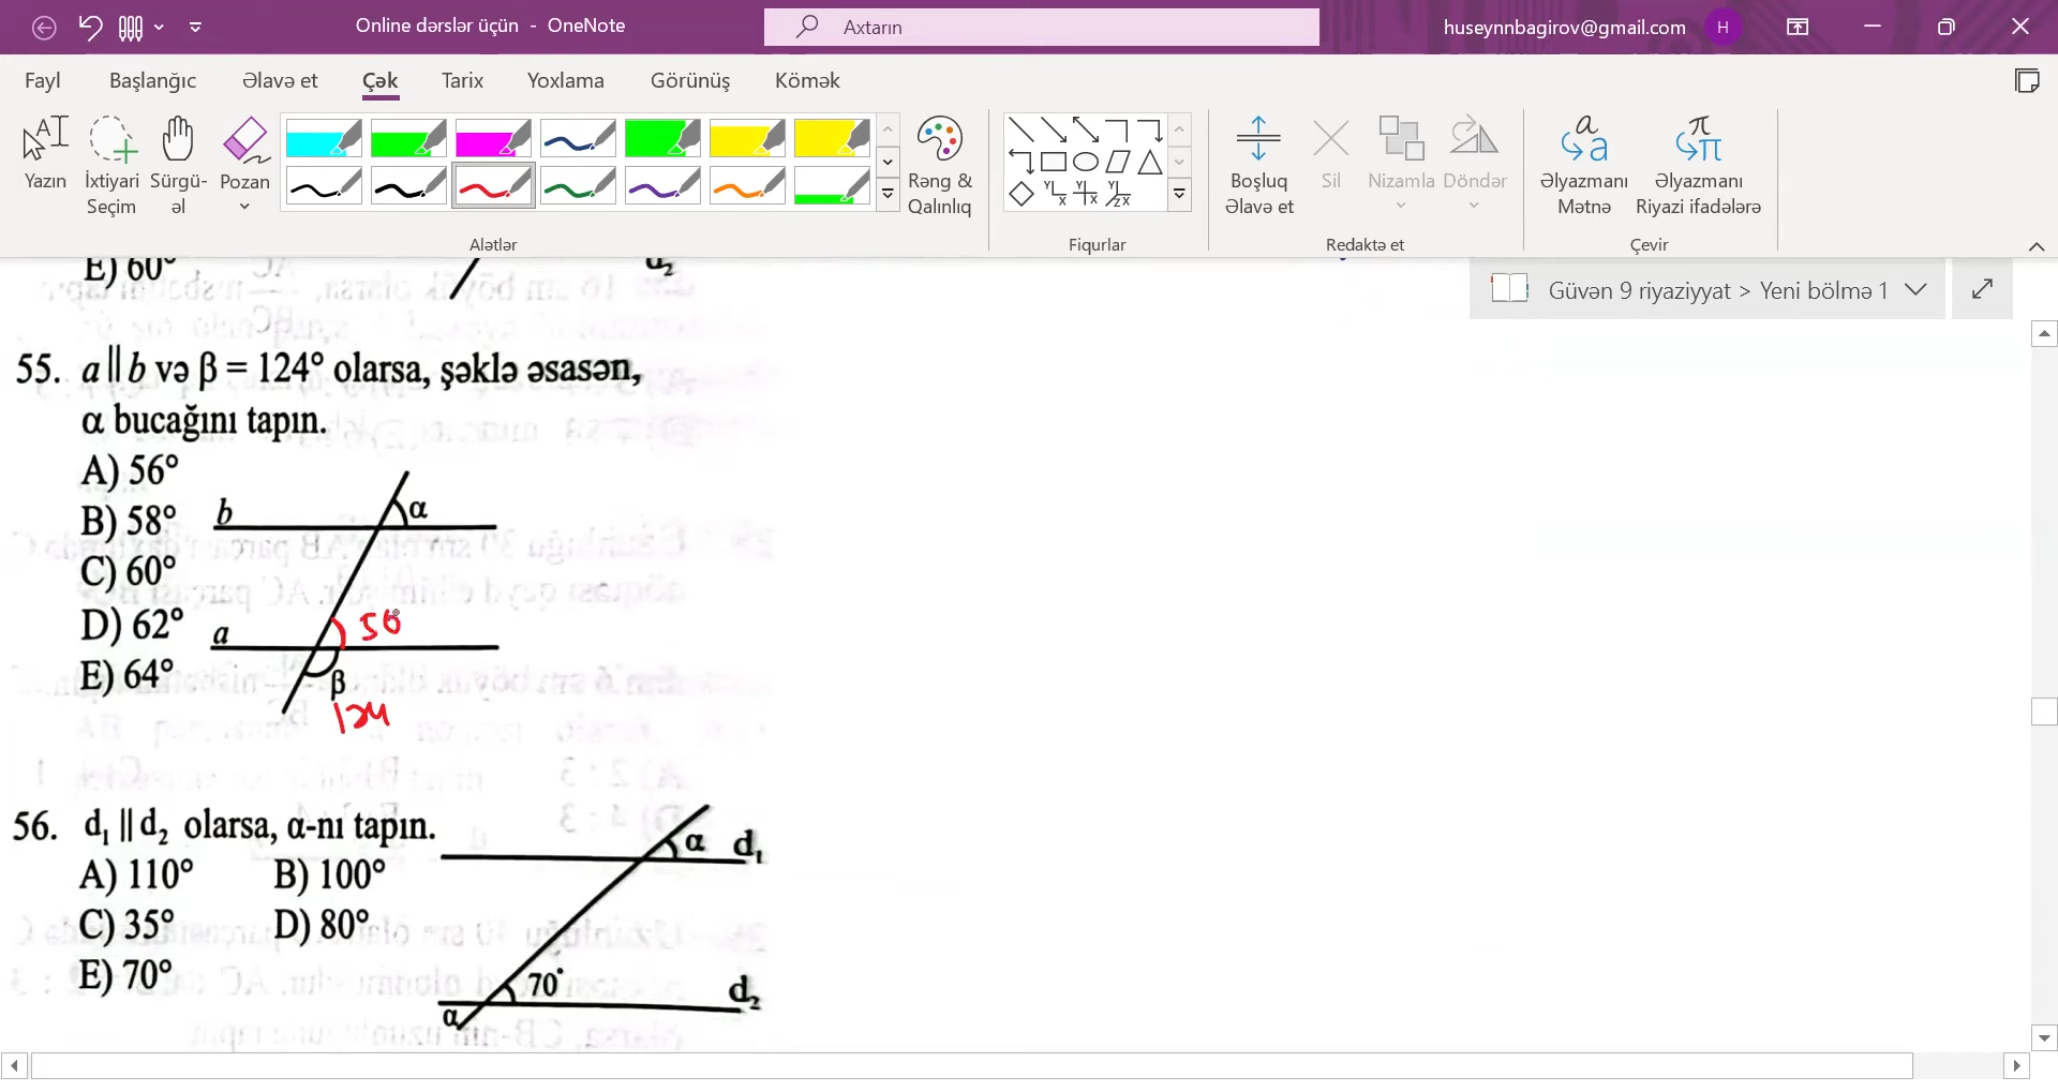 Online dərslər üçün - OneNote
Axtarın
huseynnbagirov@gmail.com
H
Fayl Başlanğıc Əlavə et Çək Tarix Yoxlama Görünüş Kömək
Yazın
İxtiyari Seçim
Sürgü-əl
Pozan
Rəng & Qalınlıq
Boşluq Əlavə et
Sil
Nizamla
Döndər
Əlyazmanı Mətnə
Əlyazmanı Riyazi ifadələrə
Alətlər
Fiqurlar
Redaktə et
Çevir
Güvən 9 riyaziyyat > Yeni bölmə 1
E) 60°
d₂
55. a || b və β = 124° olarsa, şəklə əsasən,
α bucağını tapın.
A) 56°
B) 58°
C) 60°
D) 62°
E) 64°
b
α
a
56
β
124
56. d₁ || d₂ olarsa, α-nı tapın.
A) 110° B) 100°
C) 35° D) 80°
E) 70°
α d₁
70°
d₂
α